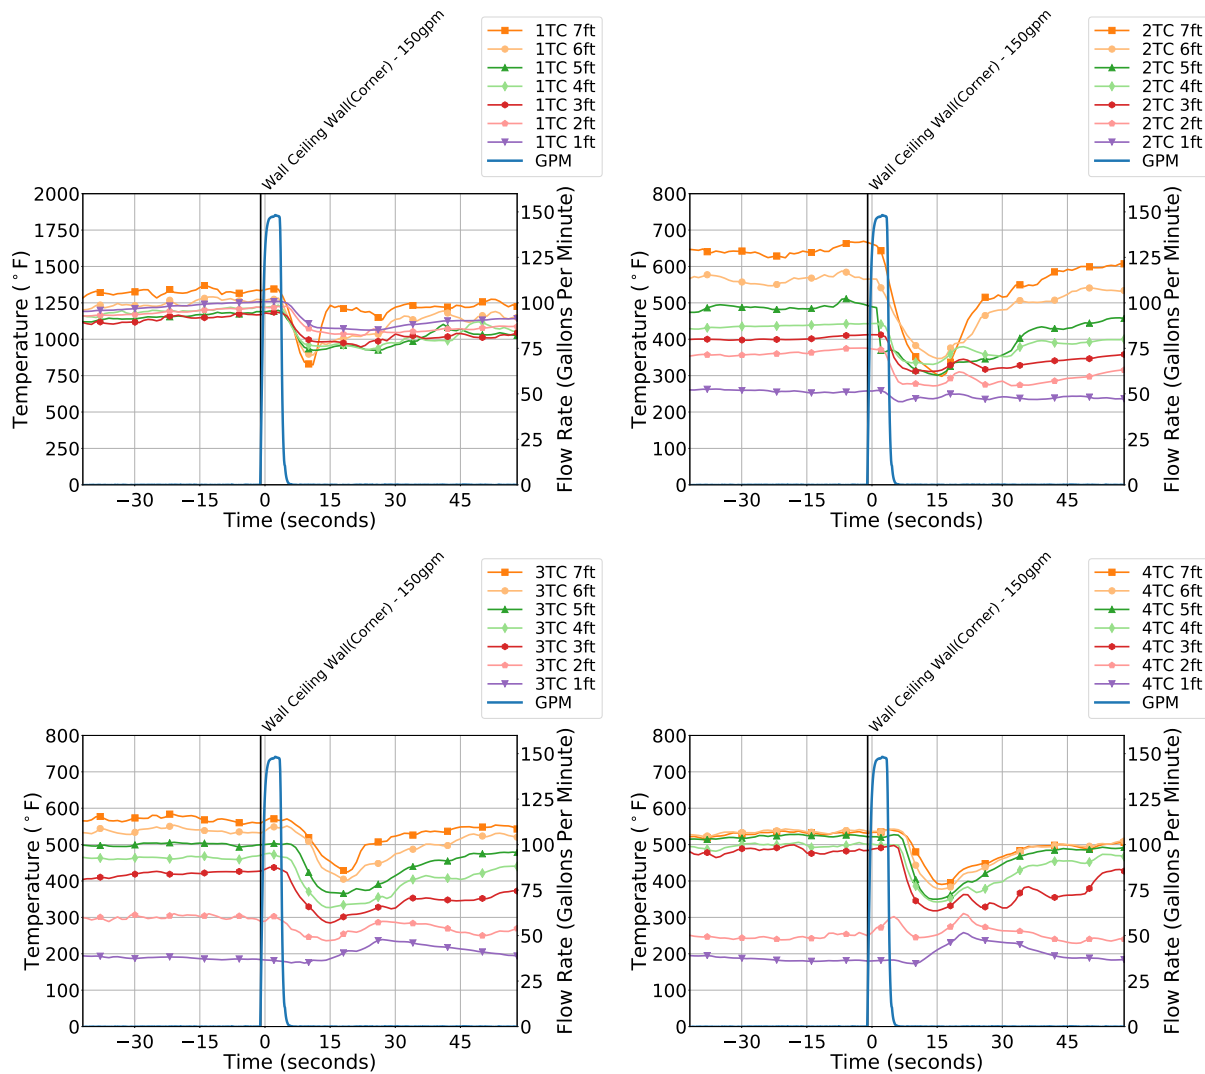 Wall Ceiling Wall(Corner) - 150gpm
1TC 7ft
1TC 6ft
1TC 5ft
1TC 4ft
1TC 3ft
1TC 2ft
1TC 1ft
GPM
2000
1750
1500
1250
1000
750
500
250
0
Temperature (°F)
150
125
100
75
50
25
0
Flow Rate (Gallons Per Minute)
−30 −15 0 15 30 45
Time (seconds)
Wall Ceiling Wall(Corner) - 150gpm
2TC 7ft
2TC 6ft
2TC 5ft
2TC 4ft
2TC 3ft
2TC 2ft
2TC 1ft
GPM
800
700
600
500
400
300
200
100
0
Temperature (°F)
150
125
100
75
50
25
0
Flow Rate (Gallons Per Minute)
−30 −15 0 15 30 45
Time (seconds)
Wall Ceiling Wall(Corner) - 150gpm
3TC 7ft
3TC 6ft
3TC 5ft
3TC 4ft
3TC 3ft
3TC 2ft
3TC 1ft
GPM
800
700
600
500
400
300
200
100
0
Temperature (°F)
150
125
100
75
50
25
0
Flow Rate (Gallons Per Minute)
−30 −15 0 15 30 45
Time (seconds)
Wall Ceiling Wall(Corner) - 150gpm
4TC 7ft
4TC 6ft
4TC 5ft
4TC 4ft
4TC 3ft
4TC 2ft
4TC 1ft
GPM
800
700
600
500
400
300
200
100
0
Temperature (°F)
150
125
100
75
50
25
0
Flow Rate (Gallons Per Minute)
−30 −15 0 15 30 45
Time (seconds)